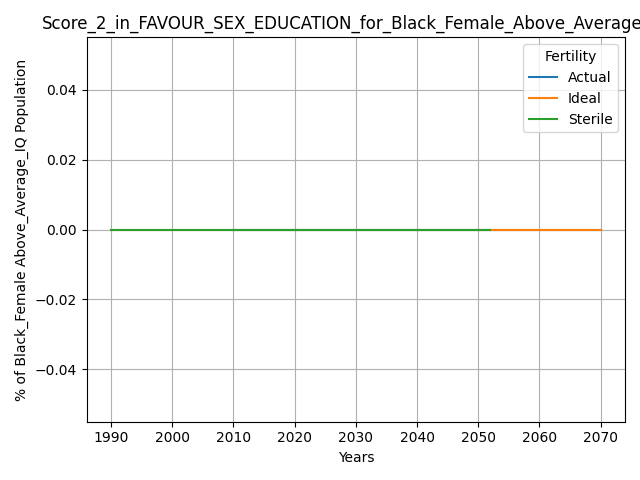 Score_2_in_FAVOUR_SEX_EDUCATION_for_Black_Female_Above_Average
Fertility
Actual
Ideal
Sterile
% of Black_Female Above_Average_IQ Population
0.04
0.02
0.00
−0.02
−0.04
1990 2000 2010 2020 2030 2040 2050 2060 2070
Years